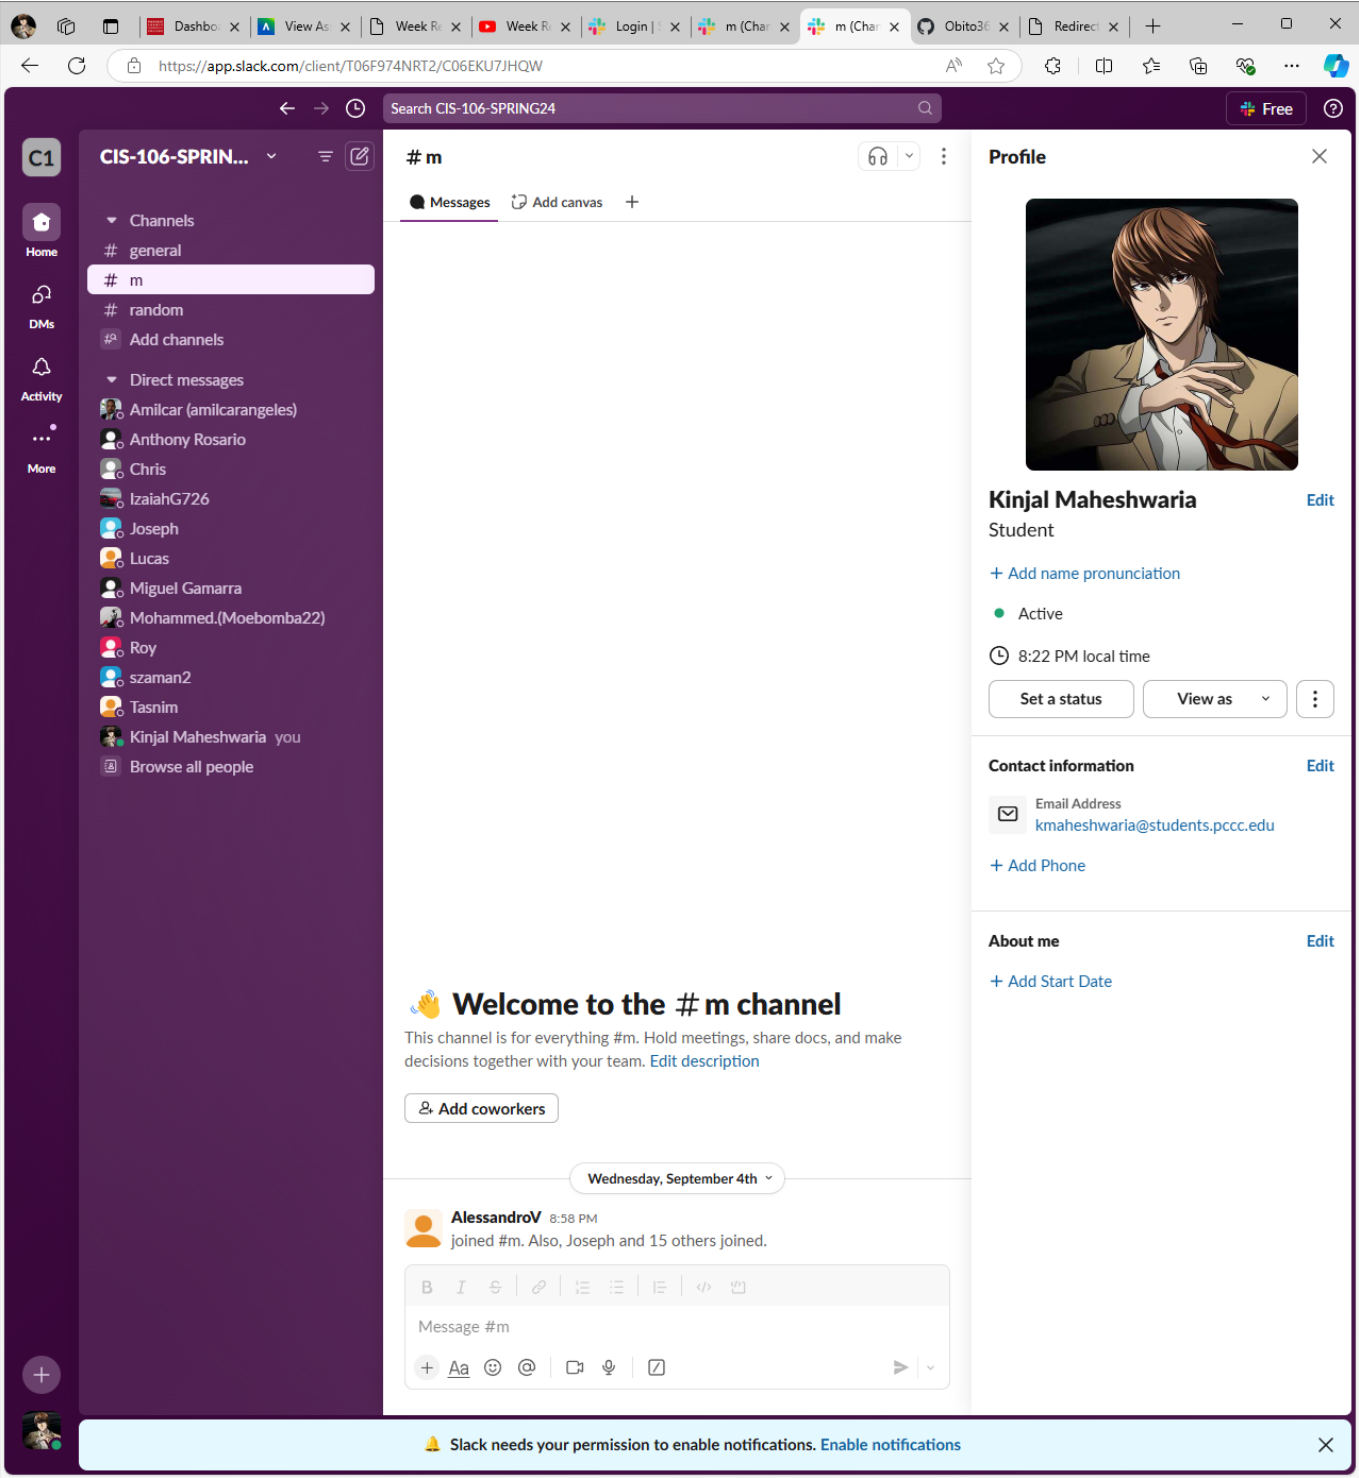 Dashbo
View As
Week Re
Week Re
Login | S
m (Char
m (Char
Obito36
Redirect
https://app.slack.com/client/T06F974NRT2/C06EKU7JHQW
Search CIS-106-SPRING24
Free
C1
CIS-106-SPRIN...
# m
Profile
Messages
Add canvas
Home
DMs
Activity
More
Channels
# general
# m
# random
Add channels
Direct messages
Amilcar (amilcarangeles)
Anthony Rosario
Chris
IzaiahG726
Joseph
Lucas
Miguel Gamarra
Mohammed.(Moebomba22)
Roy
szaman2
Tasnim
Kinjal Maheshwaria you
Browse all people
👋 Welcome to the # m channel
This channel is for everything #m. Hold meetings, share docs, and make
decisions together with your team. Edit description
Add coworkers
Wednesday, September 4th
AlessandroV 8:58 PM
joined #m. Also, Joseph and 15 others joined.
B I S
Message #m
+ Aa @
Kinjal Maheshwaria Edit
Student
+ Add name pronunciation
Active
8:22 PM local time
Set a status
View as
Contact information Edit
Email Address
kmaheshwaria@students.pccc.edu
+ Add Phone
About me Edit
+ Add Start Date
Slack needs your permission to enable notifications. Enable notifications